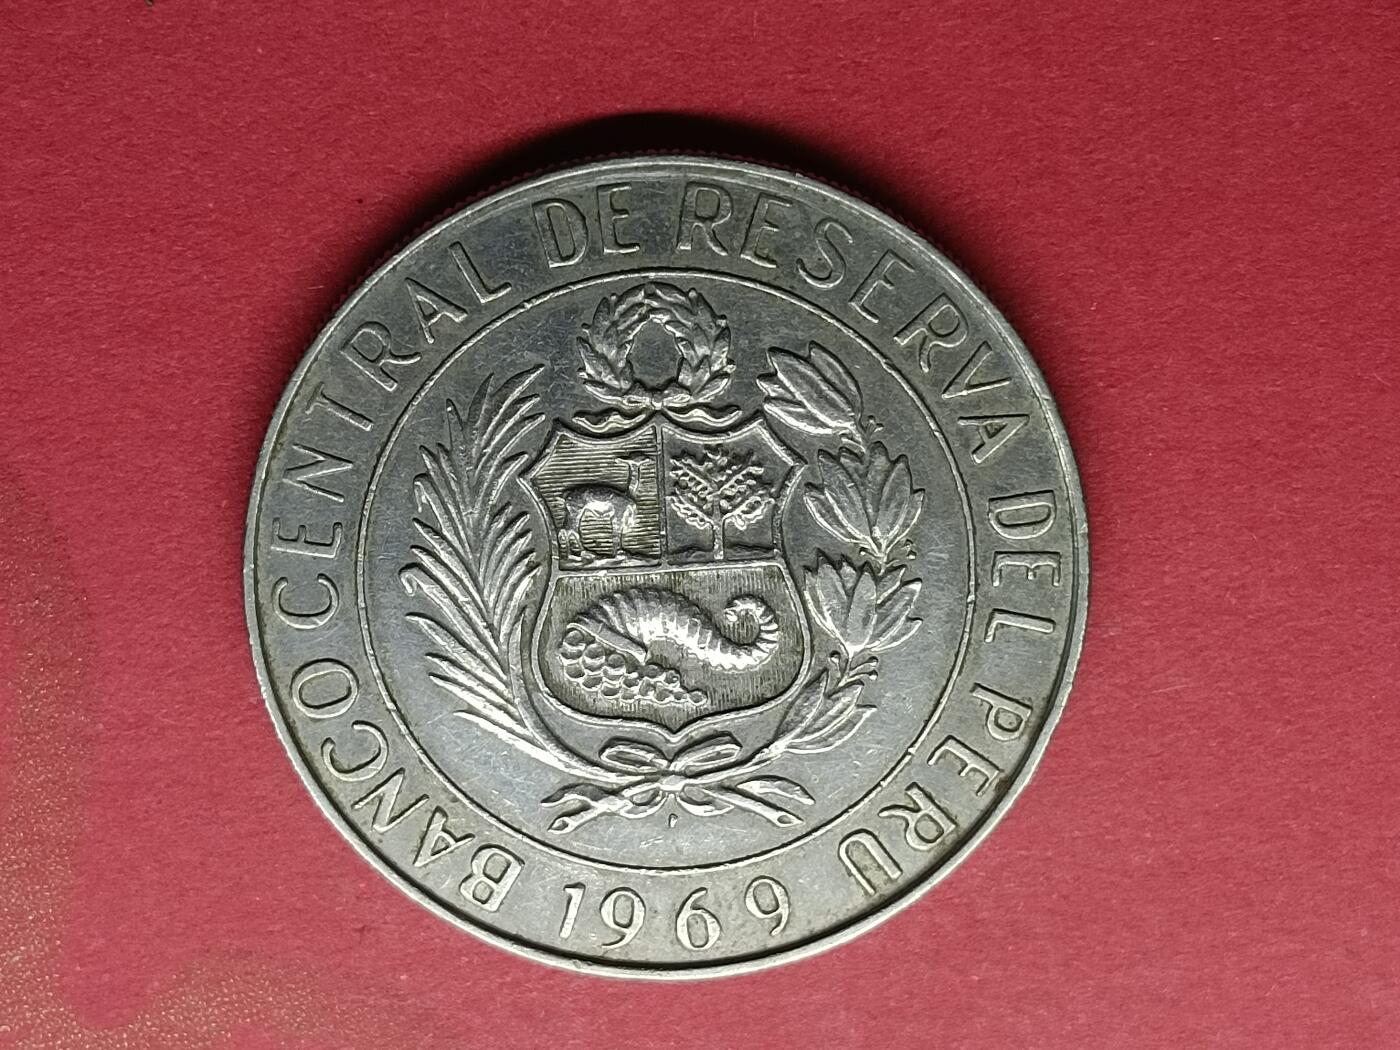 BANCO CENTRAL DE RESERVA DEL PERU
1969